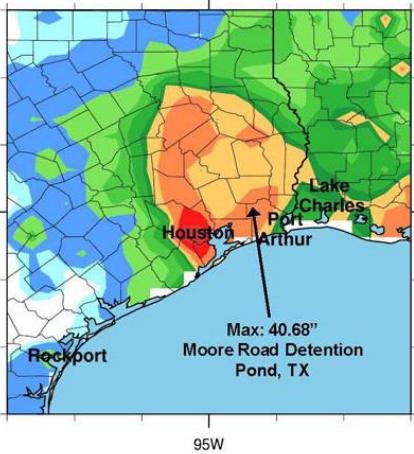 Lake
Charles
Houston
Port
Arthur
Max: 40.68"
Moore Road Detention
Pond, TX
Rockport
95W